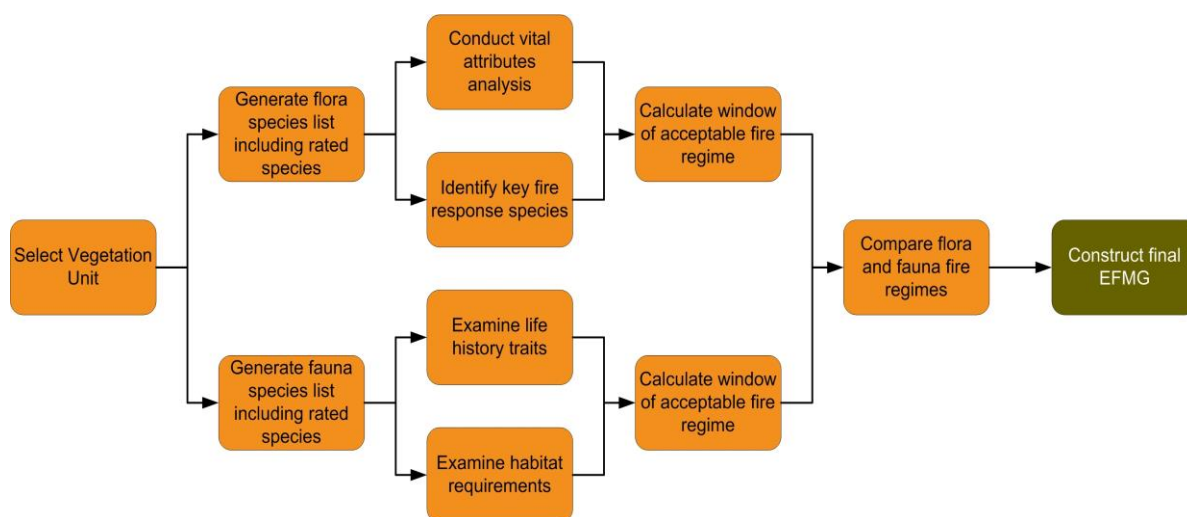 Select Vegetation
Unit
Generate flora
species list
including rated
species
Conduct vital
attributes
analysis
Identify key fire
response species
Calculate window
of acceptable fire
regime
Generate fauna
species list
including rated
species
Examine life
history traits
Examine habitat
requirements
Calculate window
of acceptable fire
regime
Compare flora
and fauna fire
regimes
Construct final
EFMG